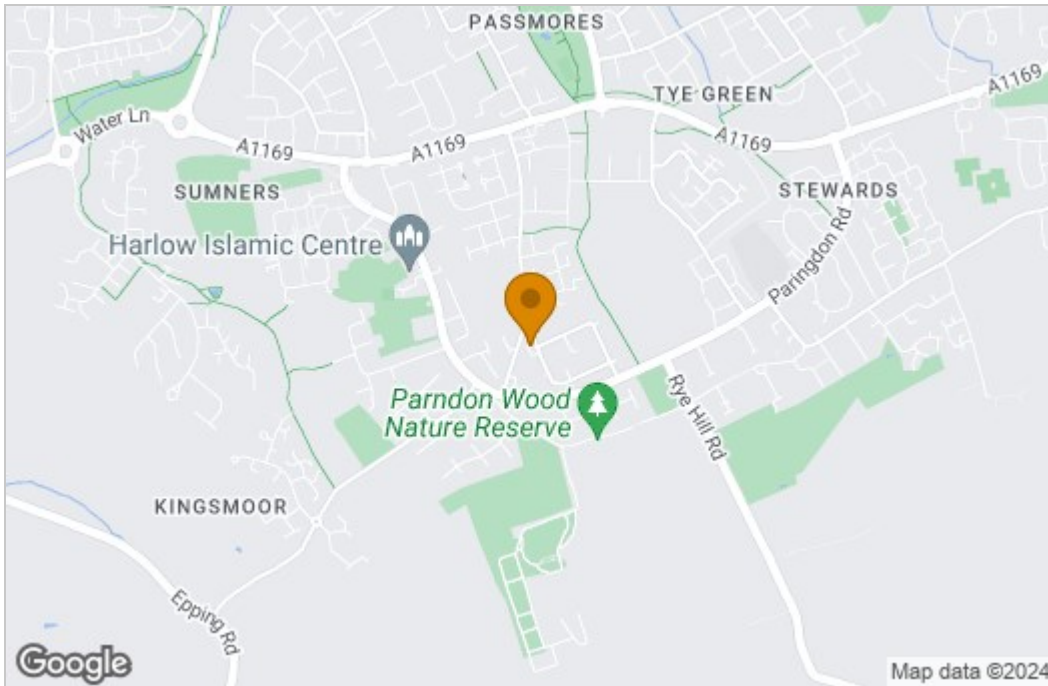 PASSMORES
TYE GREEN
A1169
Water Ln
A1169
A1169
A1169
SUMNERS
STEWARDS
Harlow Islamic Centre
Paringdon Rd
Parndon Wood
Nature Reserve
Rye Hill Rd
KINGSMOOR
Epping Rd
Google
Map data ©2024